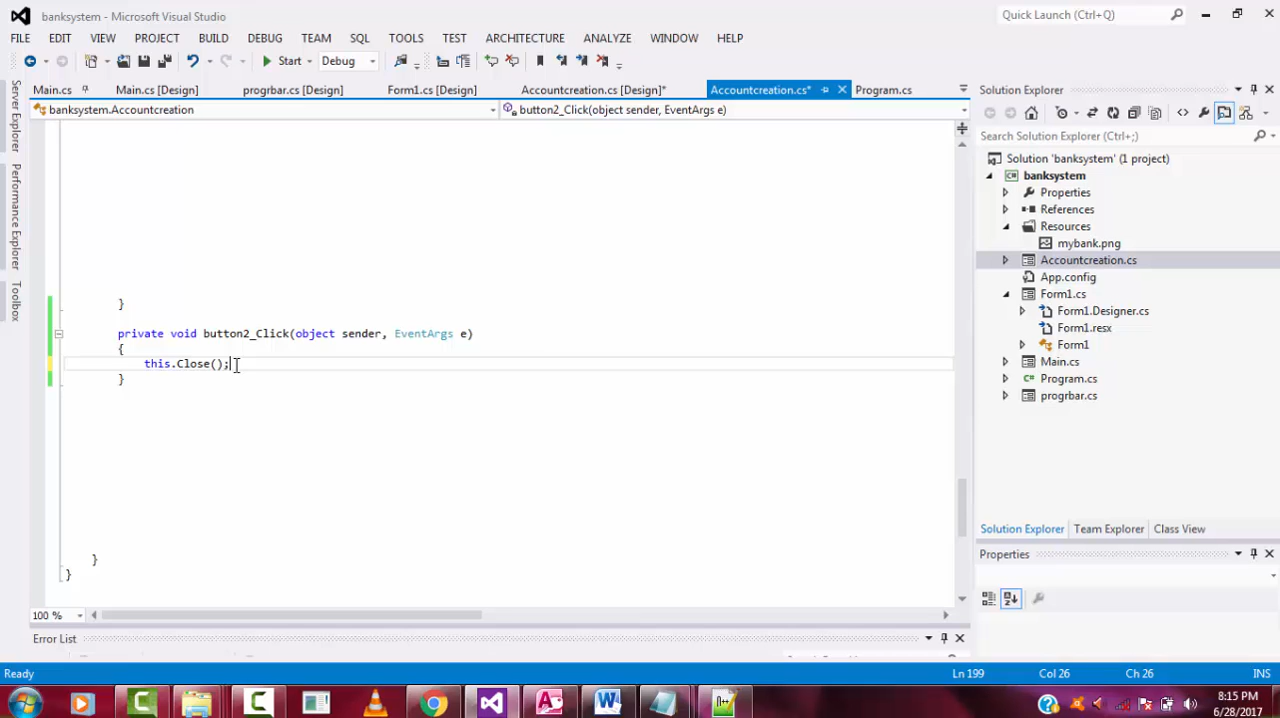 banksystem - Microsoft Visual Studio
Quick Launch (Ctrl+Q)
FILE EDIT VIEW PROJECT BUILD DEBUG TEAM SQL TOOLS TEST ARCHITECTURE ANALYZE WINDOW HELP
Start Debug
Main.cs Main.cs [Design] progrbar.cs [Design] Form1.cs [Design] Accountcreation.cs [Design]* Accountcreation.cs* Program.cs
banksystem.Accountcreation button2_Click(object sender, EventArgs e)
Server Explorer
Performance Explorer
Toolbox
}
private void button2_Click(object sender, EventArgs e)
{
this.Close();
}
}
}
100 %
Error List
Solution Explorer
Search Solution Explorer (Ctrl+;)
Solution 'banksystem' (1 project)
banksystem
Properties
References
Resources
mybank.png
Accountcreation.cs
App.config
Form1.cs
Form1.Designer.cs
Form1.resx
Form1
Main.cs
Program.cs
progrbar.cs
Solution Explorer Team Explorer Class View
Properties
Ready Ln 199 Col 26 Ch 26 INS
8:15 PM
6/28/2017